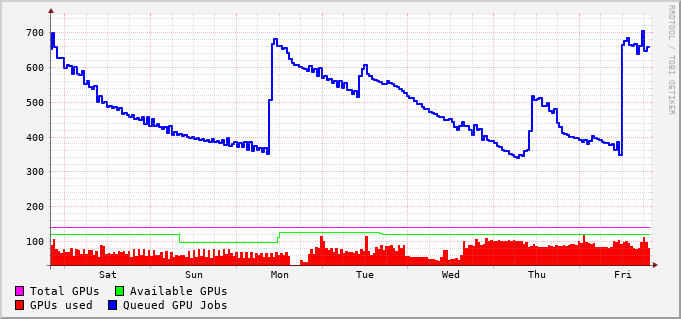 700
600
500
400
300
200
100
Sat Sun Mon Tue Wed Thu Fri
Total GPUs Available GPUs
GPUs used Queued GPU Jobs
RRDTOOL / TOBI OETIKER